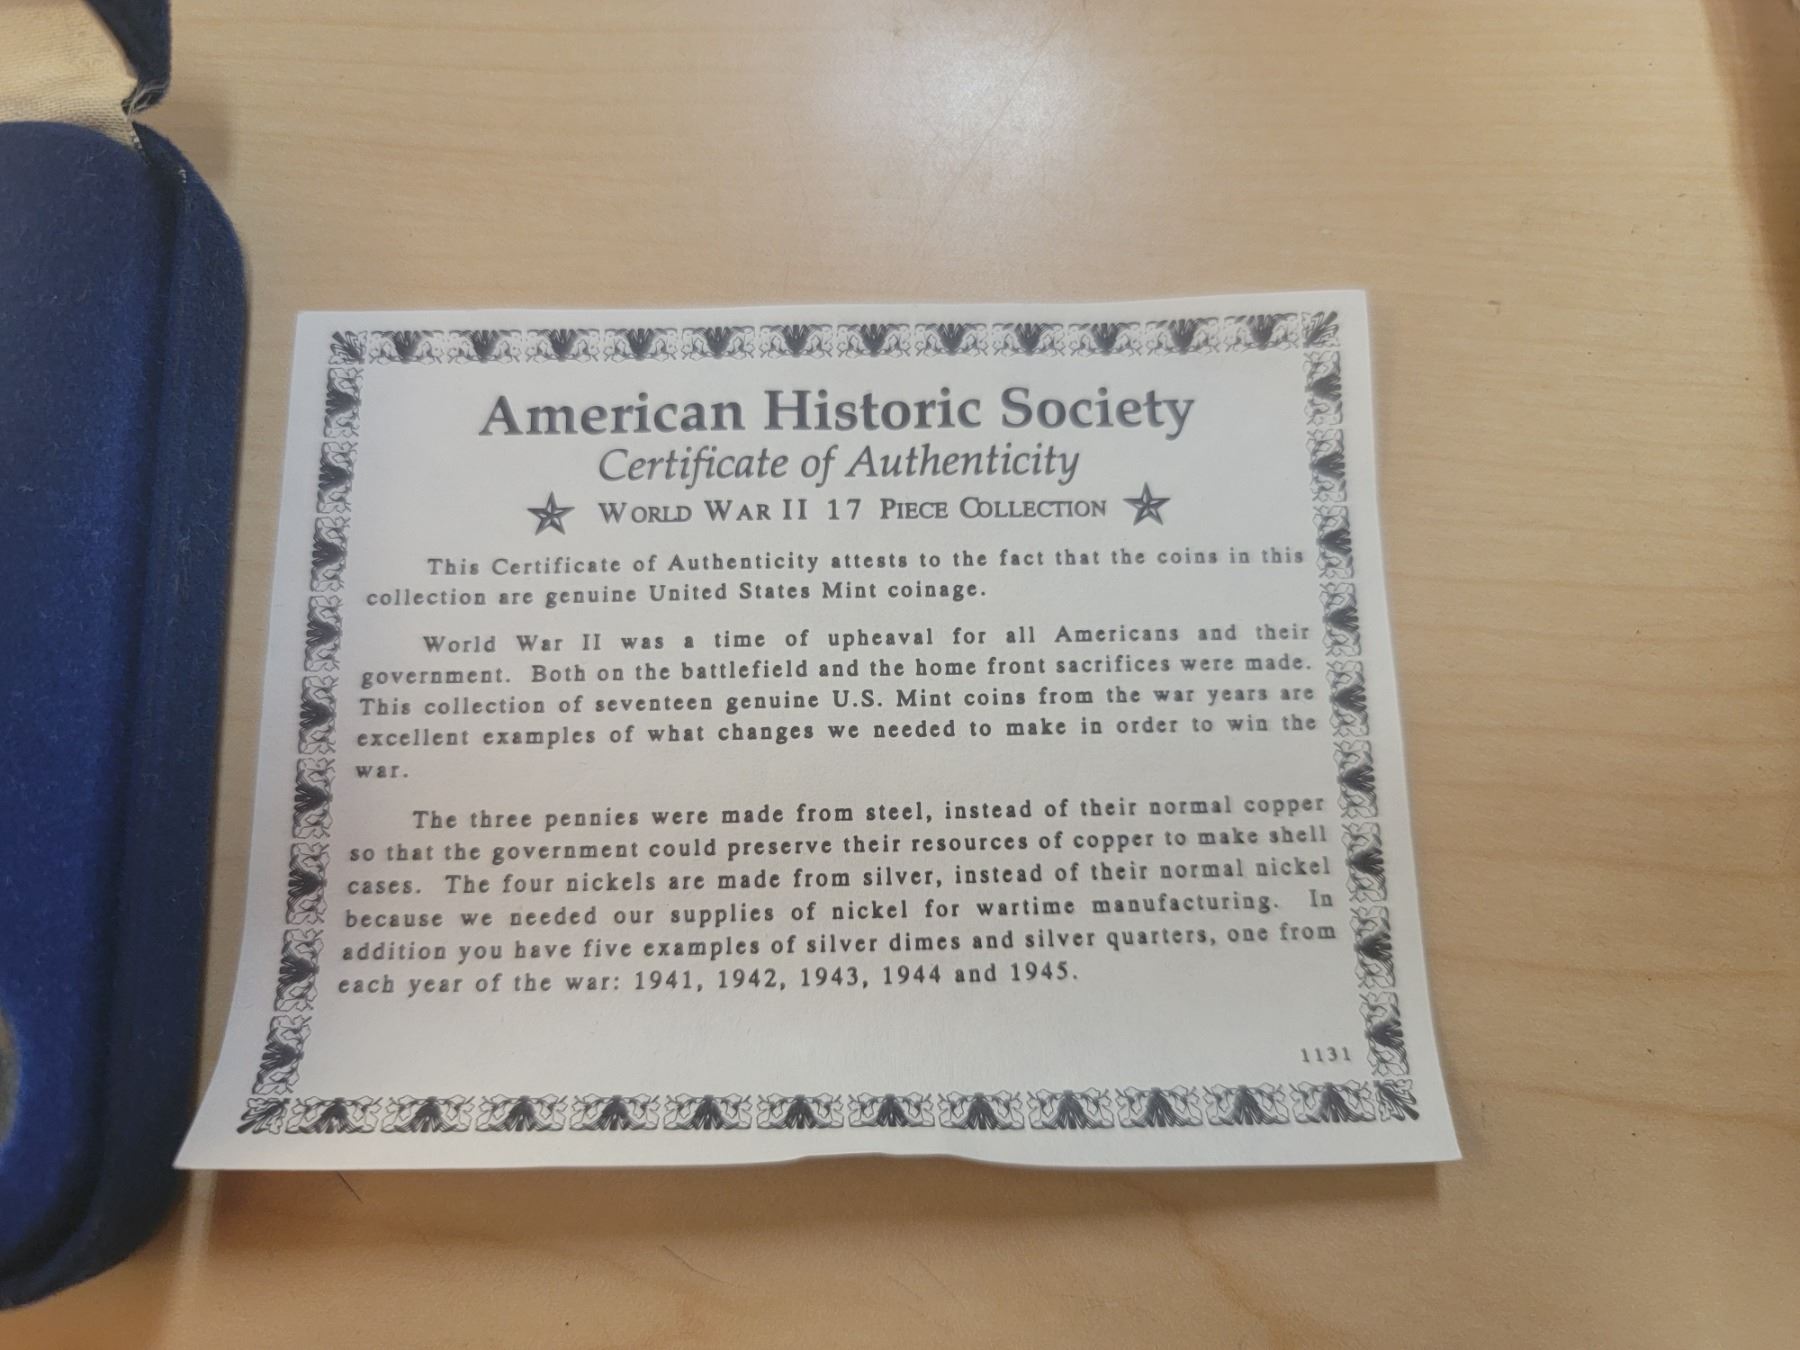 American Historic Society
Certificate of Authenticity
WORLD WAR II 17 PIECE COLLECTION
This Certificate of Authenticity attests to the fact that the coins in this
collection are genuine United States Mint coinage.
World War II was a time of upheaval for all Americans and their
government. Both on the battlefield and the home front sacrifices were made.
This collection of seventeen genuine U.S. Mint coins from the war years are
excellent examples of what changes we needed to make in order to win the
war.
The three pennies were made from steel, instead of their normal copper
so that the government could preserve their resources of copper to make shell
cases. The four nickels are made from silver, instead of their normal nickel
because we needed our supplies of nickel for wartime manufacturing. In
addition you have five examples of silver dimes and silver quarters, one from
each year of the war: 1941, 1942, 1943, 1944 and 1945.
1131